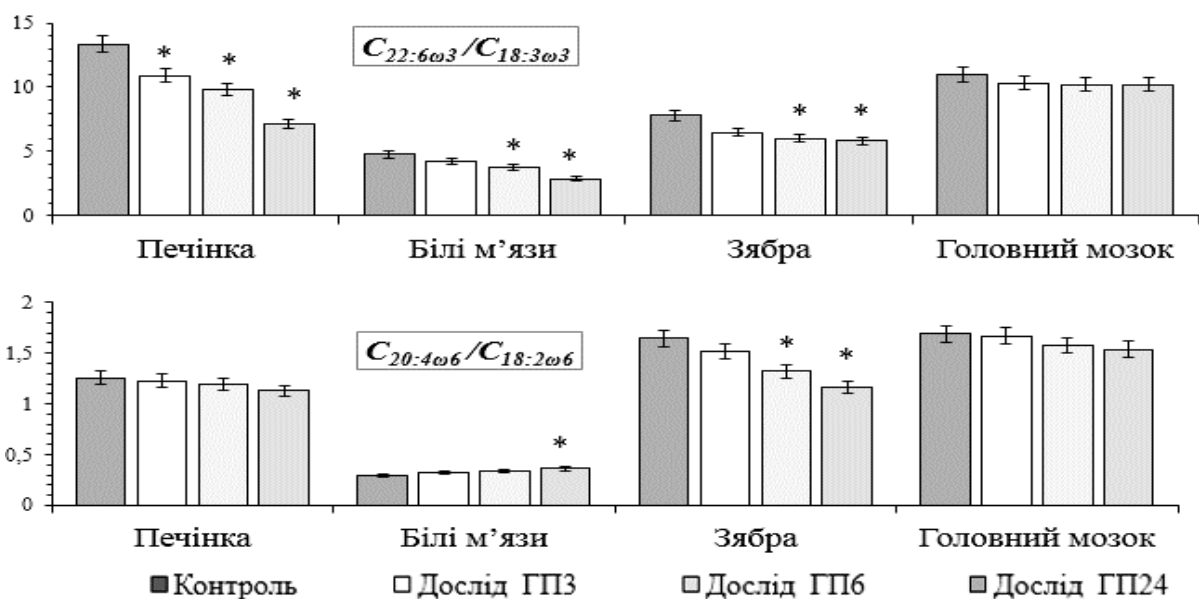 15
C22:6ω3/C18:3ω3
10
5
0
Печінка Білі м’язи Зябра Головний мозок
2
C20:4ω6/C18:2ω6
1,5
1
0,5
0
Печінка Білі м’язи Зябра Головний мозок
Контроль Дослід ГП3 Дослід ГП6 Дослід ГП24